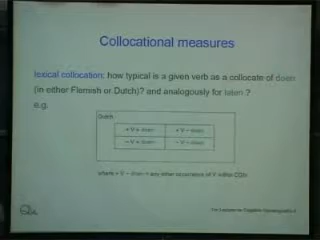 Collocational measures
lexical collocation: how typical is a given verb as a collocate of doen
(in either Flemish or Dutch)? and analogously for laten ?
e.g.
Dutch
+ V + doen + V − doen
− V + doen − V − doen
where + V − doen = any other occurrence of V within CGN